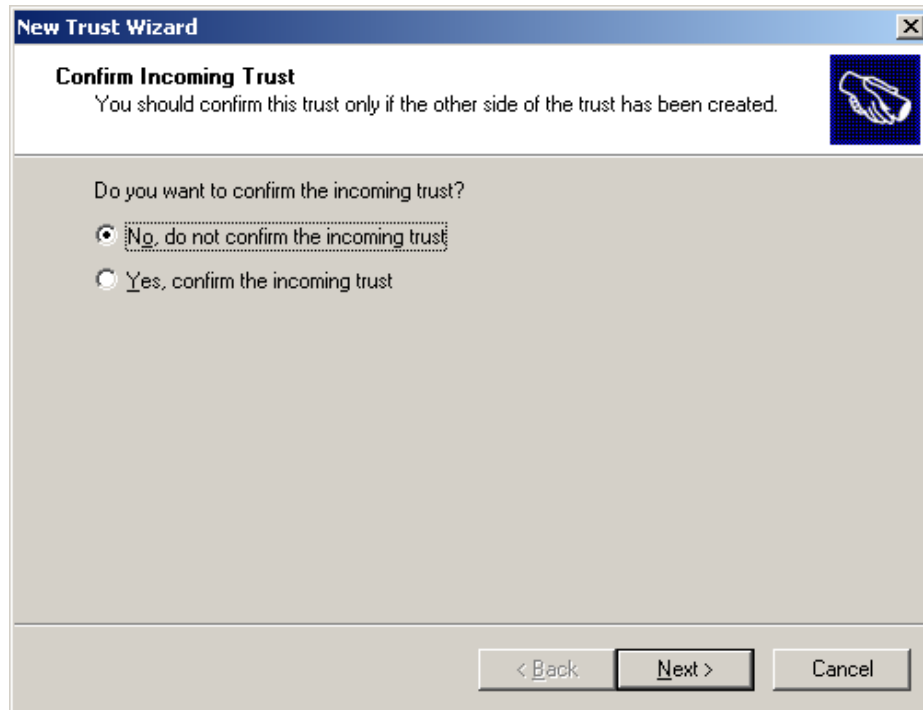 New Trust Wizard
Confirm Incoming Trust
You should confirm this trust only if the other side of the trust has been created.
Do you want to confirm the incoming trust?
No, do not confirm the incoming trust
Yes, confirm the incoming trust
< Back Next > Cancel